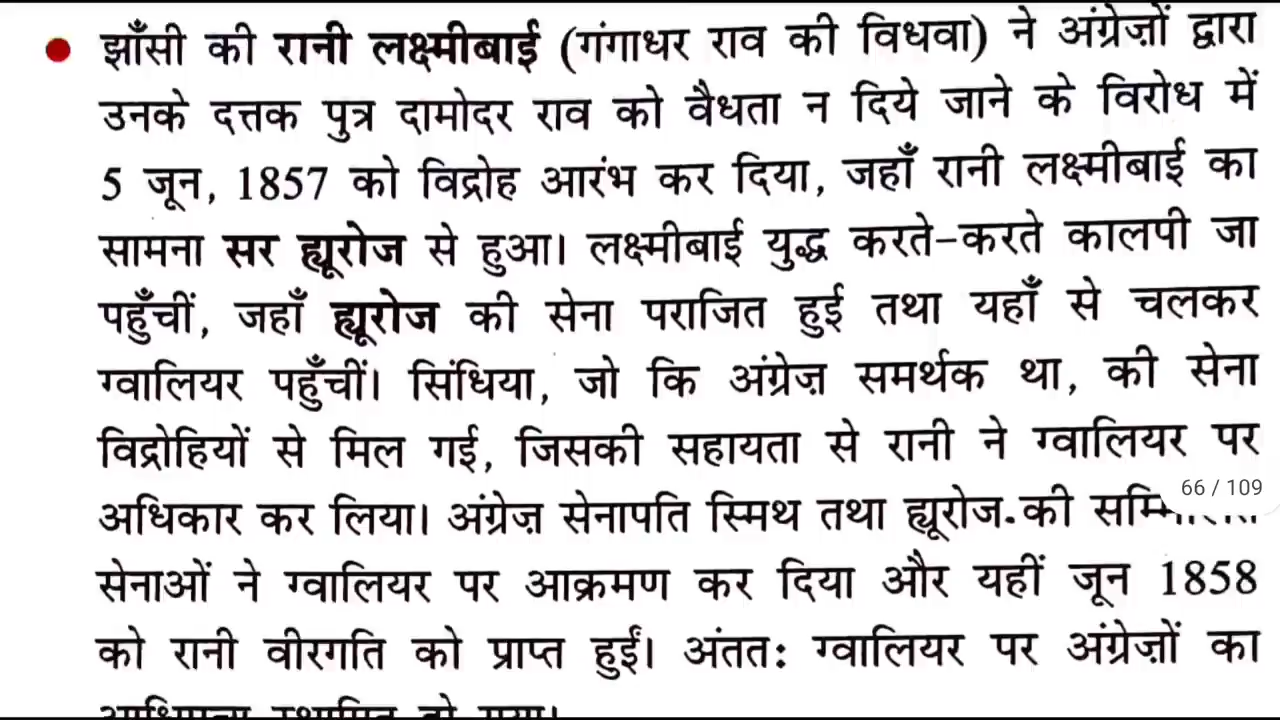 झाँसी की रानी लक्ष्मीबाई (गंगाधर राव की विधवा) ने अंग्रेज़ों द्वारा
उनके दत्तक पुत्र दामोदर राव को वैधता न दिये जाने के विरोध में
5 जून, 1857 को विद्रोह आरंभ कर दिया, जहाँ रानी लक्ष्मीबाई का
सामना सर ह्यूरोज से हुआ। लक्ष्मीबाई युद्ध करते-करते कालपी जा
पहुँचीं, जहाँ ह्यूरोज की सेना पराजित हुई तथा यहाँ से चलकर
ग्वालियर पहुँचीं। सिंधिया, जो कि अंग्रेज़ समर्थक था, की सेना
विद्रोहियों से मिल गई, जिसकी सहायता से रानी ने ग्वालियर पर
66 / 109
अधिकार कर लिया। अंग्रेज़ सेनापति स्मिथ तथा ह्यूरोज की
सेनाओं ने ग्वालियर पर आक्रमण कर दिया और यहीं जून 1858
को रानी वीरगति को प्राप्त हुईं। अंतत: ग्वालियर पर अंग्रेज़ों का